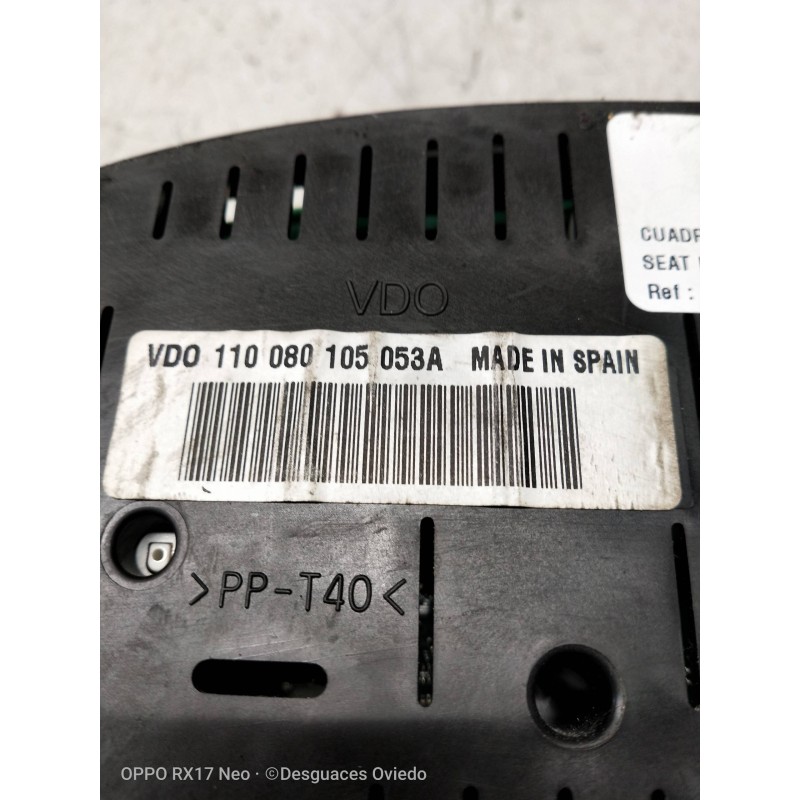 CUADR
SEAT
Ref :
VDO
VDO 110 080 105 053A MADE IN SPAIN
>PP-T40<
OPPO RX17 Neo · ©Desguaces Oviedo